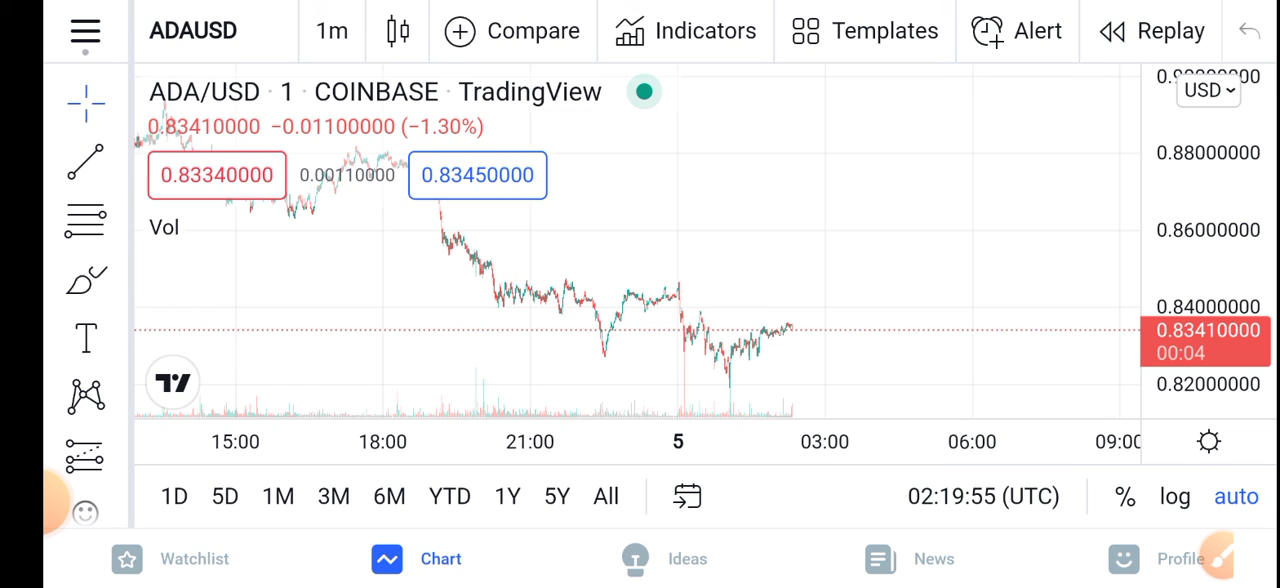 ADAUSD 1m Compare Indicators Templates Alert Replay
ADA/USD · 1 · COINBASE · TradingView
USD
0.83410000 −0.01100000 (−1.30%)
0.83340000 0.00110000 0.83450000
Vol
0.88000000
0.86000000
0.84000000
0.83410000
00:04
0.82000000
15:00 18:00 21:00 5 03:00 06:00 09:00
1D 5D 1M 3M 6M YTD 1Y 5Y All 02:19:55 (UTC) % log auto
Watchlist Chart Ideas News Profile